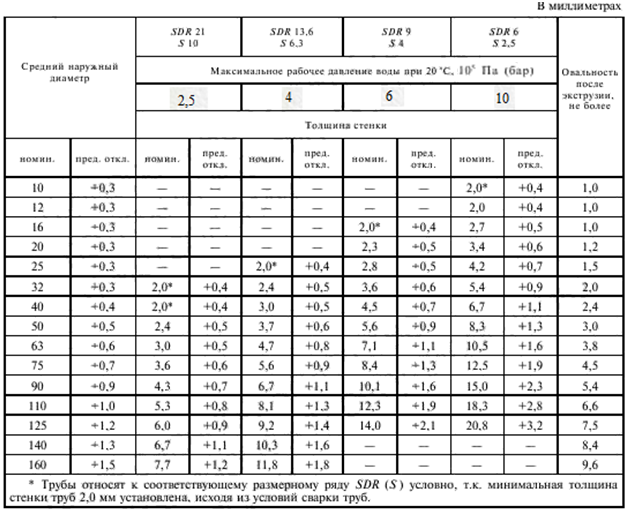 В миллиметрах
Средний наружный диаметр | SDR 21 S 10 | SDR 13,6 S 6,3 | SDR 9 S 4 | SDR 6 S 2,5 | Овальность после экструзии, не более
Максимальное рабочее давление воды при 20 °С, 10⁵ Па (бар)
2,5 | 4 | 6 | 10
Толщина стенки
номин. | пред. откл. | номин. | пред. откл. | номин. | пред. откл. | номин. | пред. откл. | номин. | пред. откл.
10 | +0,3 | — | — | — | — | — | — | 2,0* | +0,4 | 1,0
12 | +0,3 | — | — | — | — | — | — | 2,0 | +0,4 | 1,0
16 | +0,3 | — | — | — | — | 2,0* | +0,4 | 2,7 | +0,5 | 1,0
20 | +0,3 | — | — | — | — | 2,3 | +0,5 | 3,4 | +0,6 | 1,2
25 | +0,3 | — | — | 2,0* | +0,4 | 2,8 | +0,5 | 4,2 | +0,7 | 1,5
32 | +0,3 | 2,0* | +0,4 | 2,4 | +0,5 | 3,6 | +0,6 | 5,4 | +0,9 | 2,0
40 | +0,4 | 2,0* | +0,4 | 3,0 | +0,5 | 4,5 | +0,7 | 6,7 | +1,1 | 2,4
50 | +0,5 | 2,4 | +0,5 | 3,7 | +0,6 | 5,6 | +0,9 | 8,3 | +1,3 | 3,0
63 | +0,6 | 3,0 | +0,5 | 4,7 | +0,8 | 7,1 | +1,1 | 10,5 | +1,6 | 3,8
75 | +0,7 | 3,6 | +0,6 | 5,6 | +0,9 | 8,4 | +1,3 | 12,5 | +1,9 | 4,5
90 | +0,9 | 4,3 | +0,7 | 6,7 | +1,1 | 10,1 | +1,6 | 15,0 | +2,3 | 5,4
110 | +1,0 | 5,3 | +0,8 | 8,1 | +1,3 | 12,3 | +1,9 | 18,3 | +2,8 | 6,6
125 | +1,2 | 6,0 | +0,9 | 9,2 | +1,4 | 14,0 | +2,1 | 20,8 | +3,2 | 7,5
140 | +1,3 | 6,7 | +1,1 | 10,3 | +1,6 | — | — | — | — | 8,4
160 | +1,5 | 7,7 | +1,2 | 11,8 | +1,8 | — | — | — | — | 9,6
* Трубы относят к соответствующему размерному ряду SDR (S) условно, т.к. минимальная толщина
стенки труб 2,0 мм установлена, исходя из условий сварки труб.